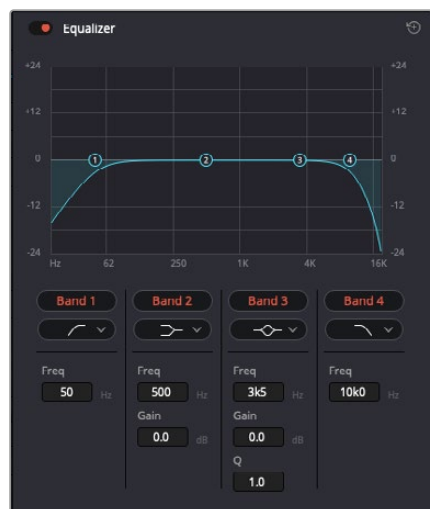 Equalizer
+24 +24
+12 +12
0 1 2 3 4 0
-12 -12
-24 -24
Hz 62 250 1K 4K 16K
Band 1 Band 2 Band 3 Band 4
Freq Freq Freq Freq
50 Hz 500 Hz 3k5 Hz 10k0 Hz
Gain Gain
0.0 dB 0.0 dB
Q
1.0